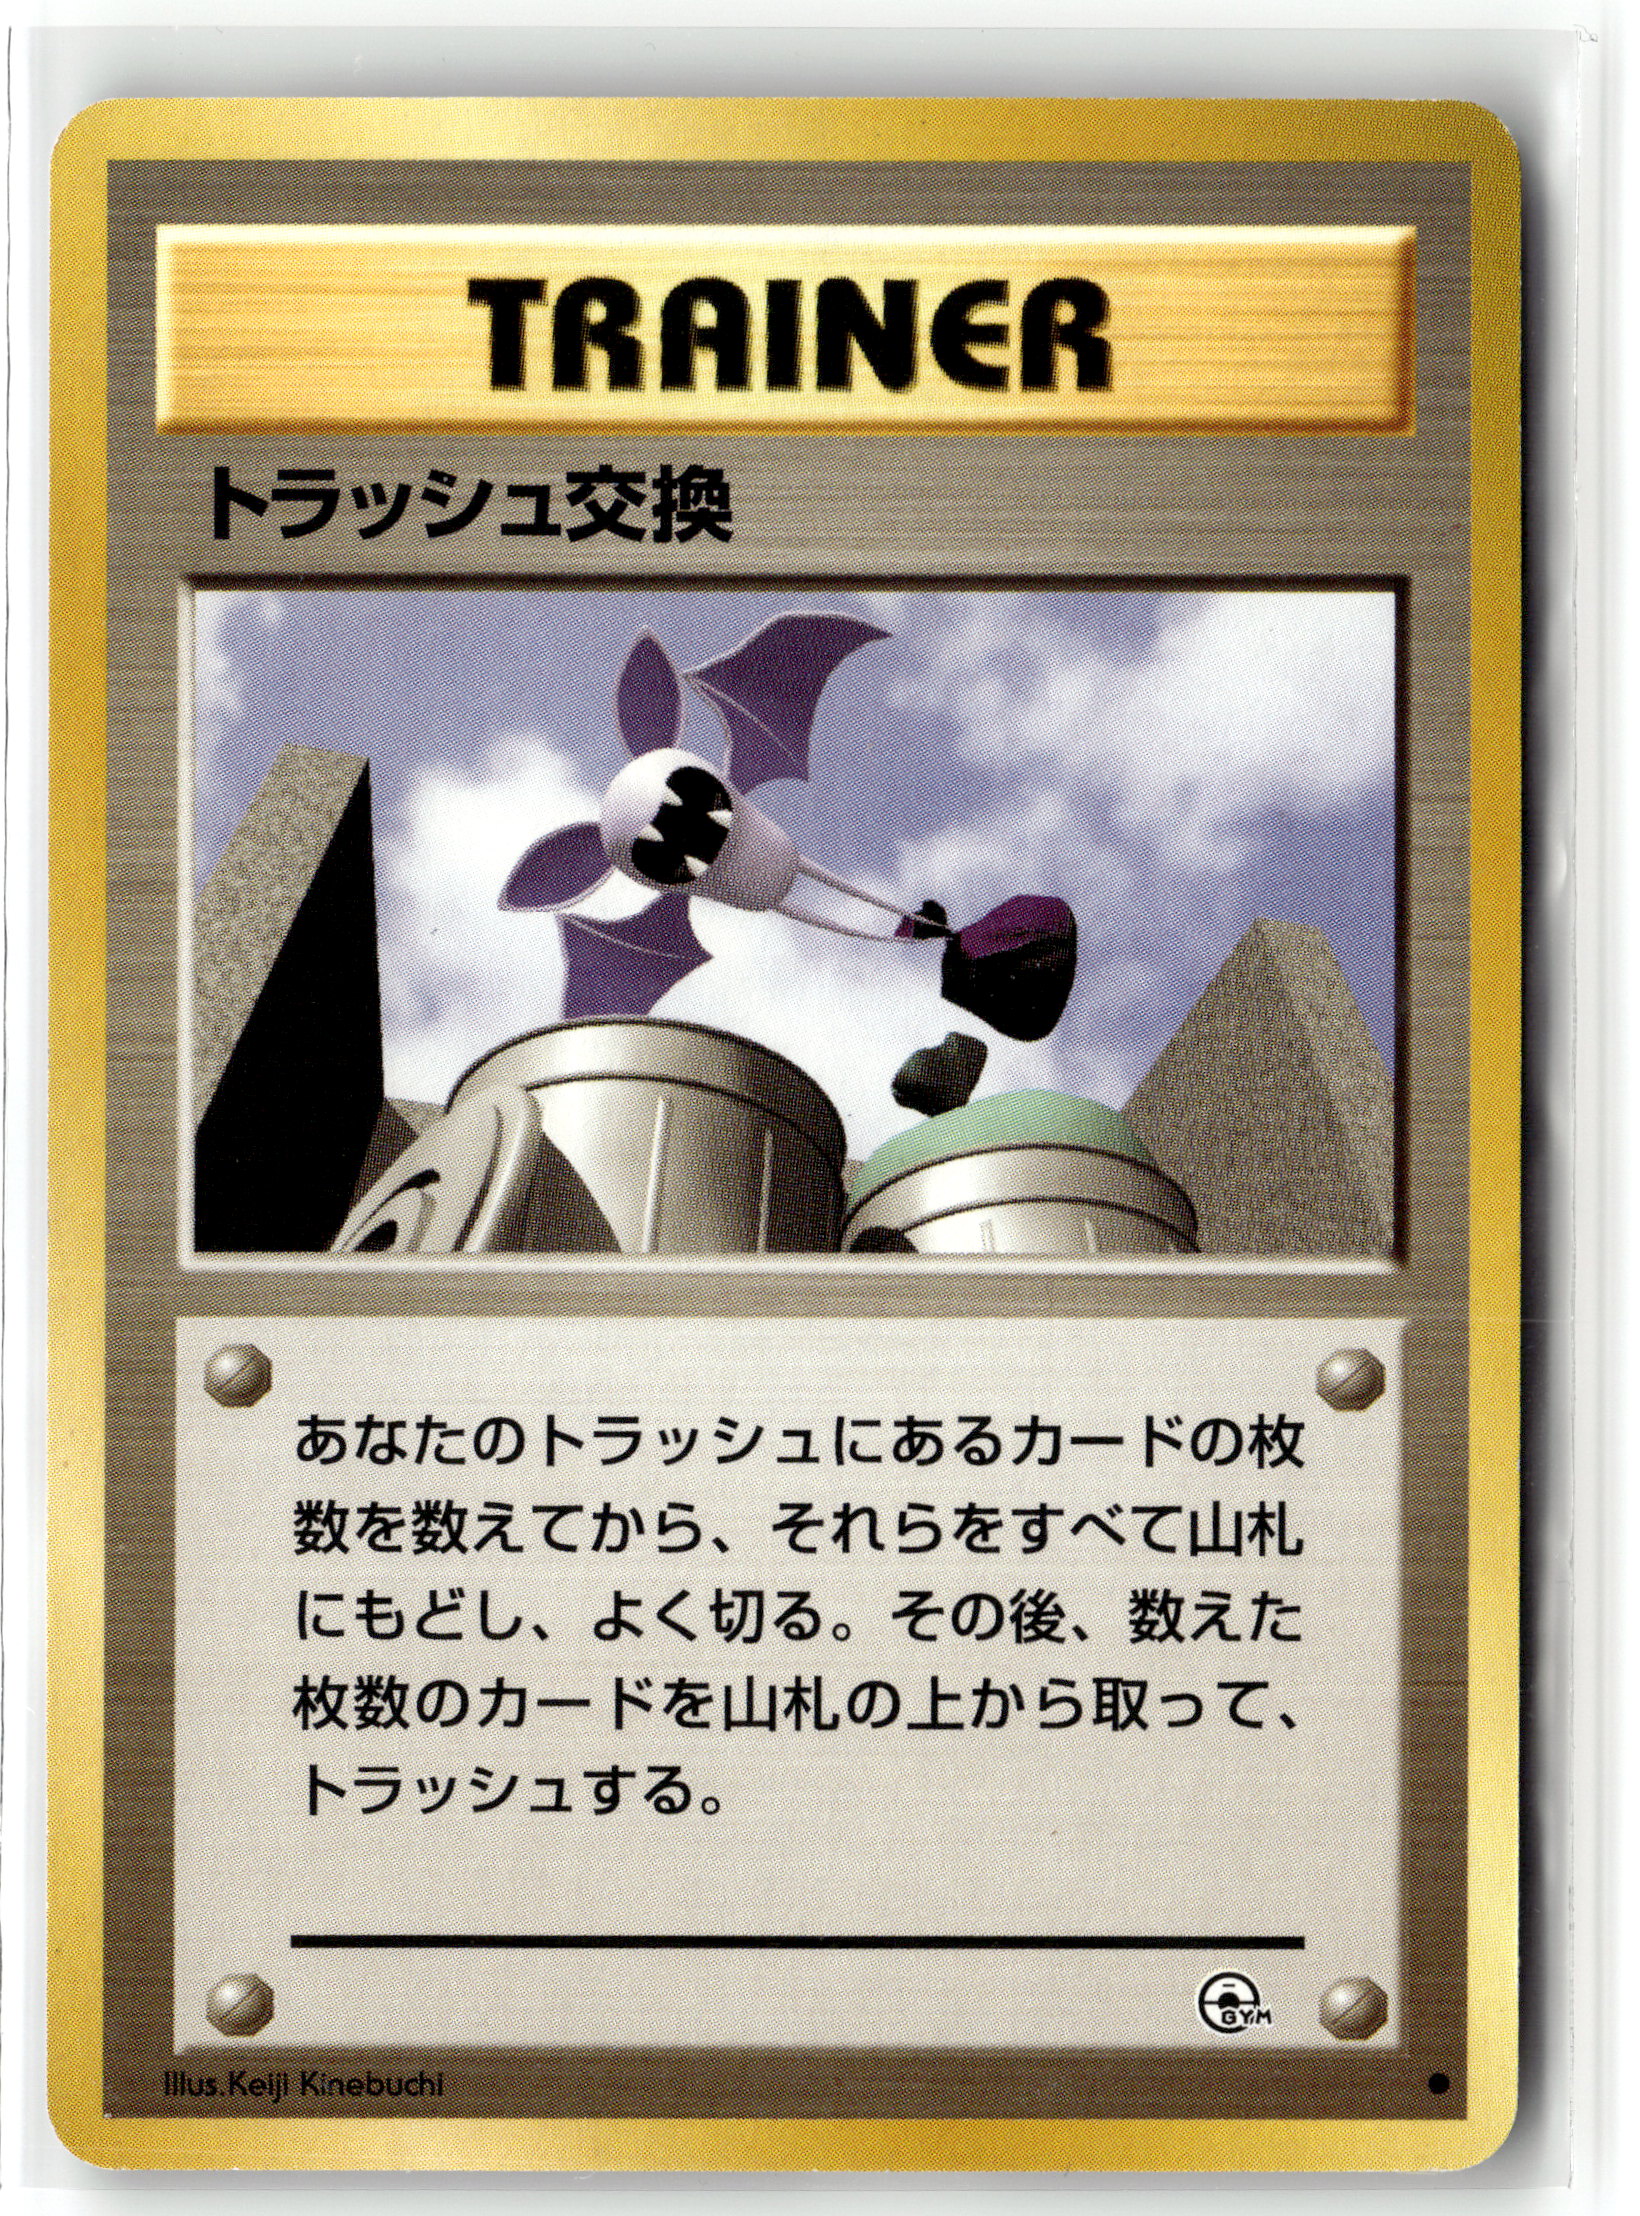 TRAINER
トラッシュ交換
あなたのトラッシュにあるカードの枚
数を数えてから、それらをすべて山札
にもどし、よく切る。その後、数えた
枚数のカードを山札の上から取って、
トラッシュする。
GYM
Illus.Keiji Kinebuchi